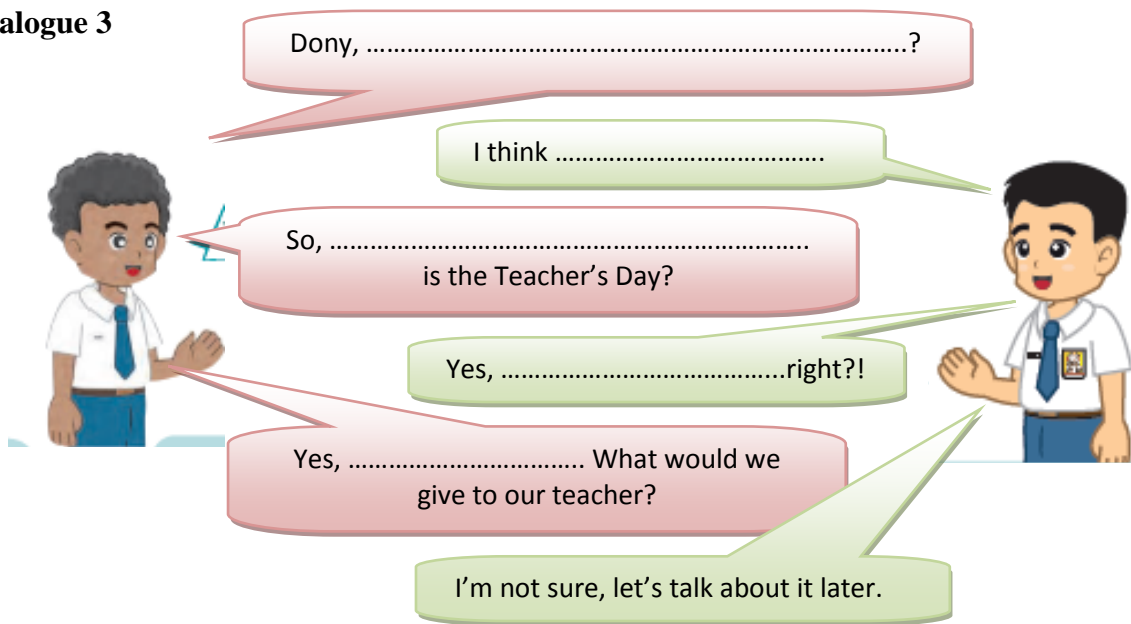 alogue 3
Dony, ……………………………………………………………………..?
I think ………………………………….
So, ……………………………………………………………..
is the Teacher’s Day?
Yes, ……………………………………right?!
Yes, …………………………….. What would we
give to our teacher?
I’m not sure, let’s talk about it later.